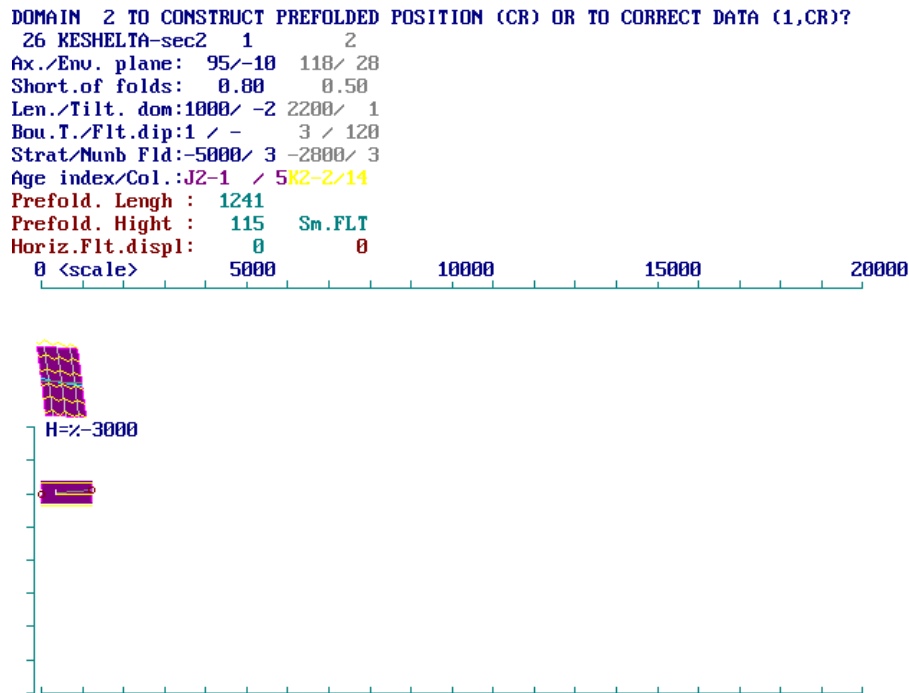 DOMAIN  2 TO CONSTRUCT PREFOLDED POSITION (CR) OR TO CORRECT DATA (1,CR)?
26 KESHELTA-sec2   1         2
Ax./Env. plane:  95/-10  118/ 28
Short.of folds:   0.80     0.50
Len./Tilt. dom:1000/ -2 2200/  1
Bou.T./Flt.dip:1 / -     3 / 120
Strat/Nunb Fld:-5000/ 3 -2800/ 3
Age index/Col.:J2-1  / 5K2-2/14
Prefold. Lengh :  1241
Prefold. Hight :   115   Sm.FLT
Horiz.Flt.displ:     0        0
0 <scale>        5000             10000            15000            20000
H=%-3000